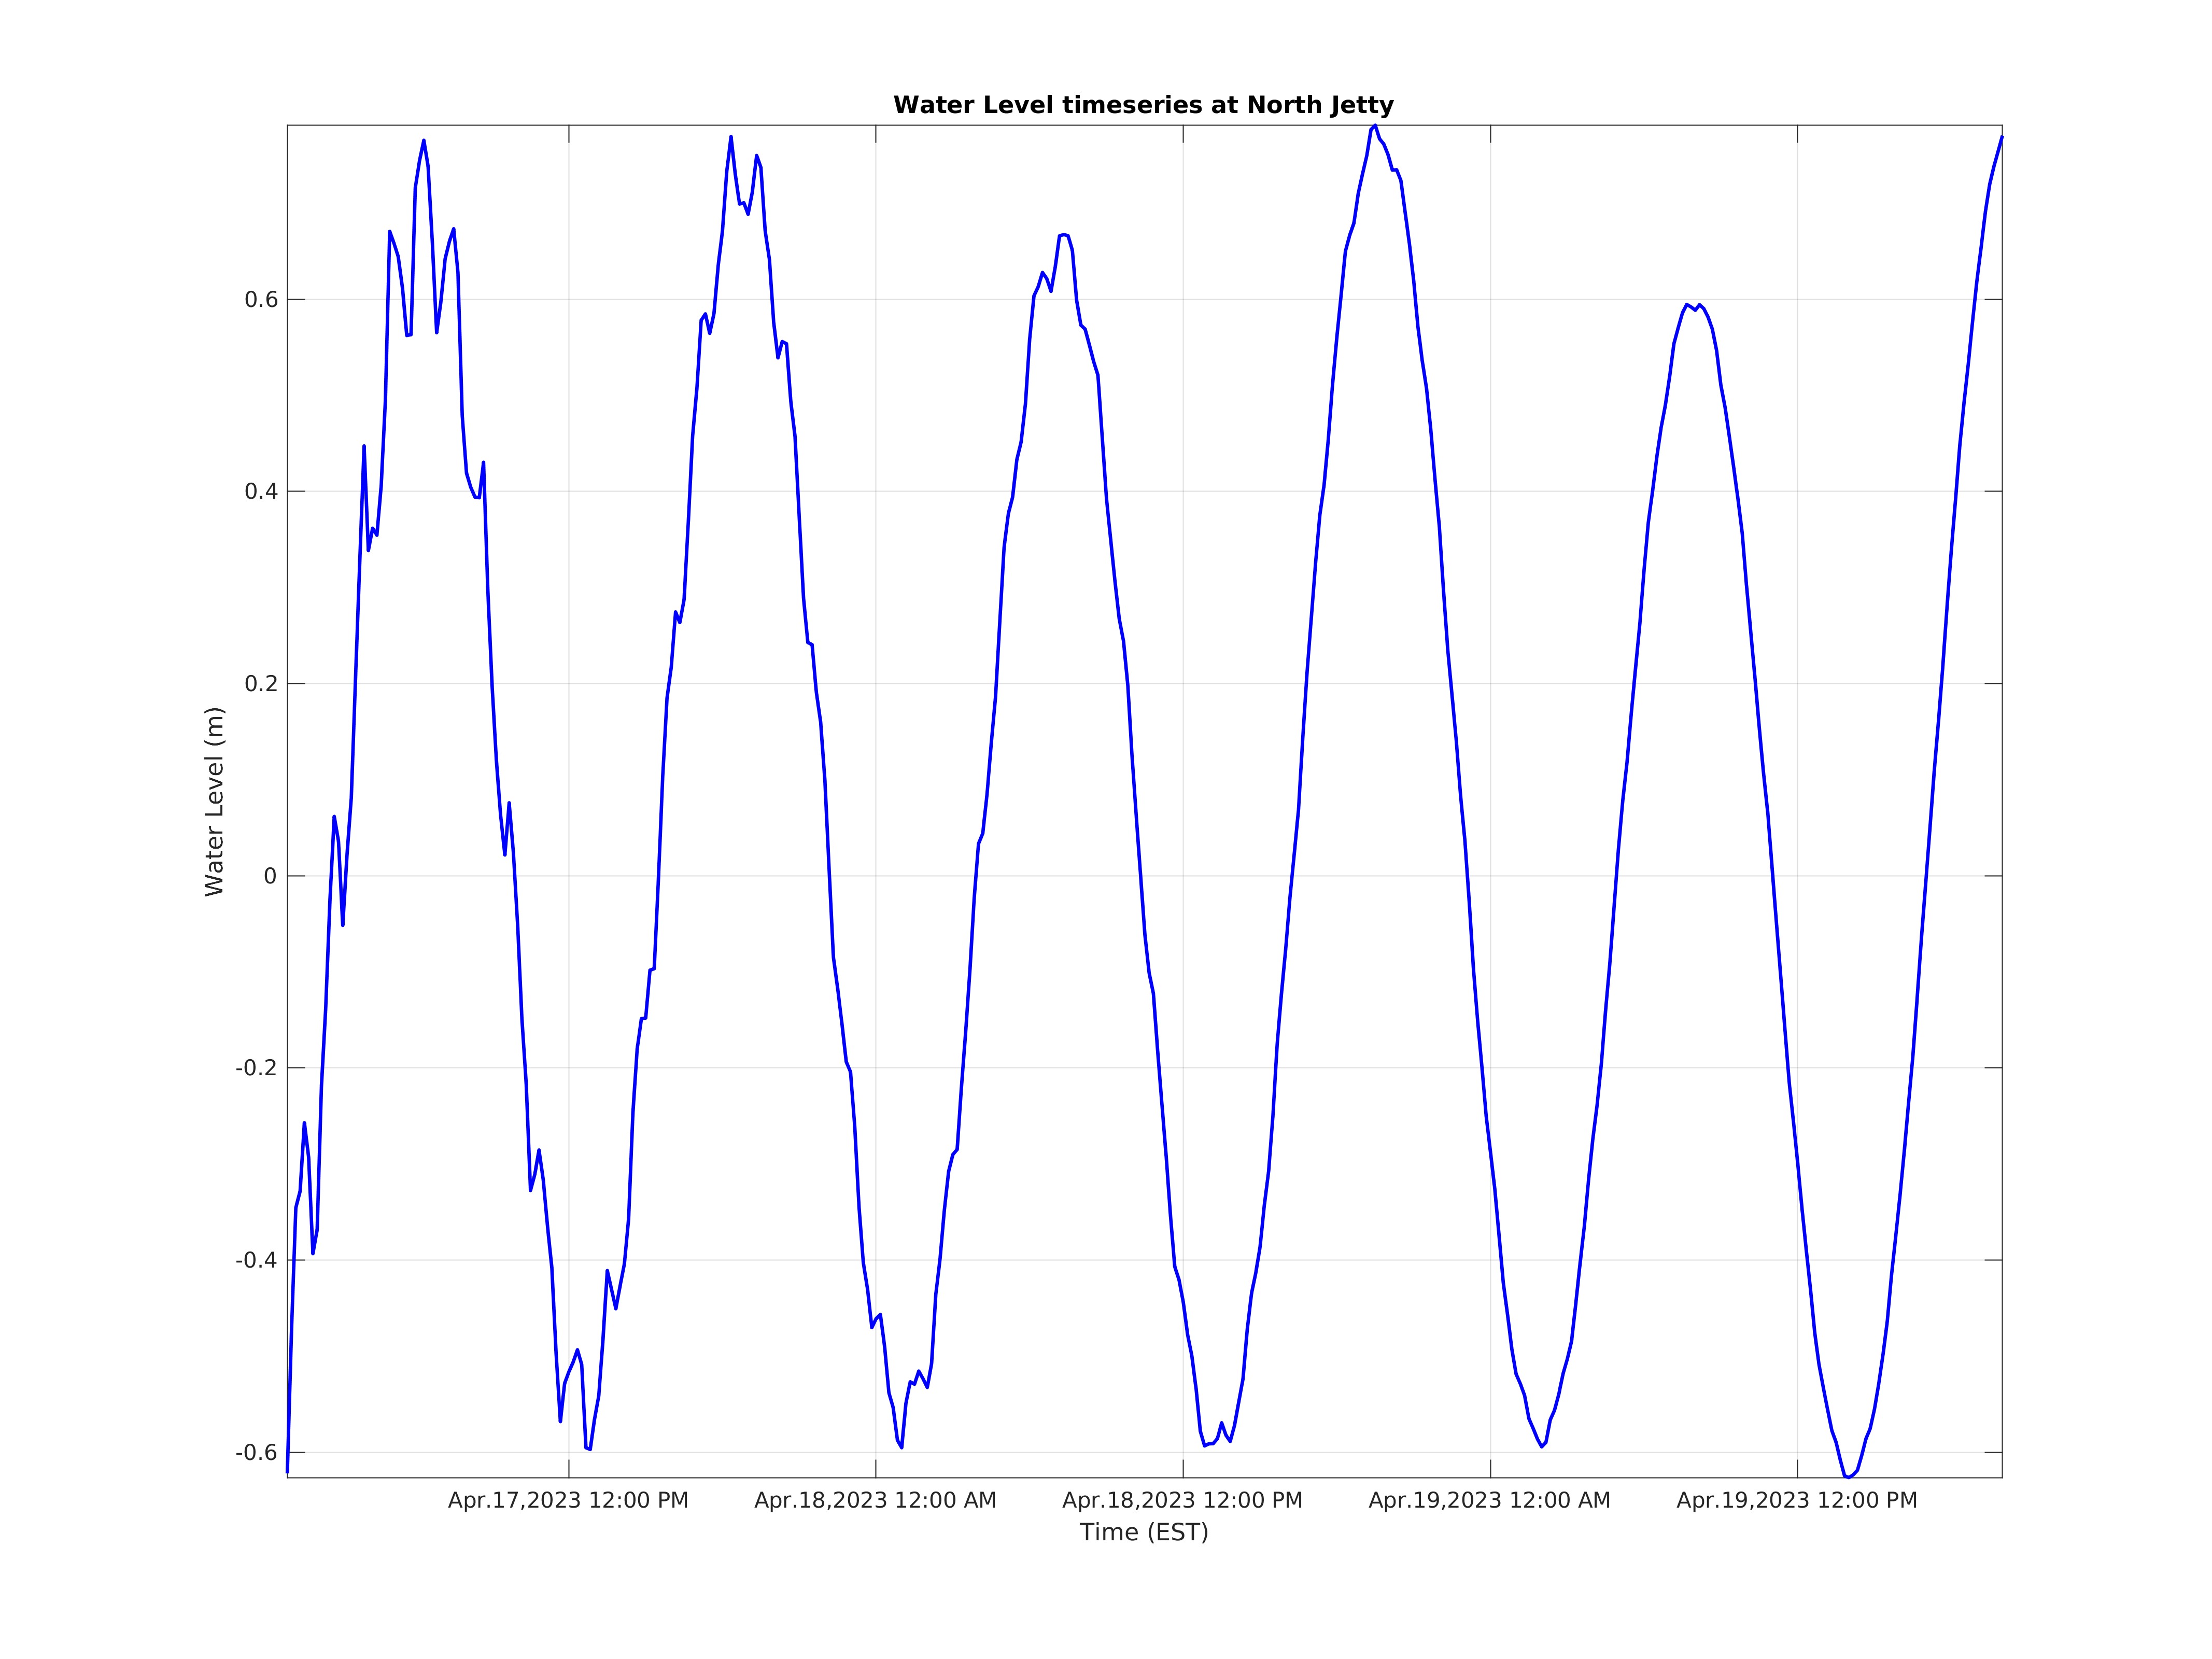 Water Level timeseries at North Jetty
0.6
0.4
0.2
0
-0.2
-0.4
-0.6
Water Level (m)
Apr.17,2023 12:00 PM
Apr.18,2023 12:00 AM
Apr.18,2023 12:00 PM
Apr.19,2023 12:00 AM
Apr.19,2023 12:00 PM
Time (EST)